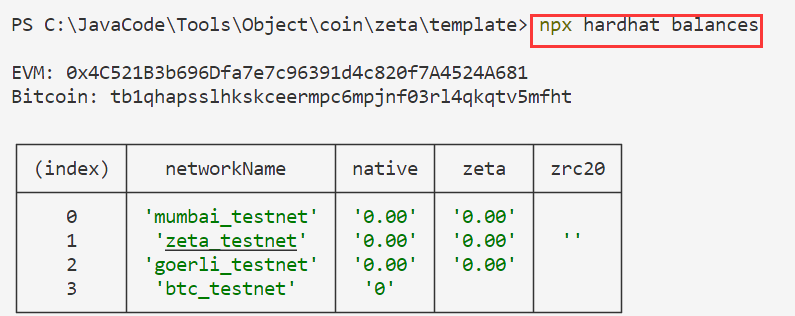 PS C:\JavaCode\Tools\Object\coin\zeta\template> npx hardhat balances
EVM: 0x4C521B3b696Dfa7e7c96391d4c820f7A4524A681
Bitcoin: tb1qhapsslhkskceermpc6mpjnf03rl4qkqtv5mfht
(index) networkName native zeta zrc20
0 'mumbai_testnet' '0.00' '0.00'
1 'zeta_testnet' '0.00' '0.00' ''
2 'goerli_testnet' '0.00' '0.00'
3 'btc_testnet' '0'